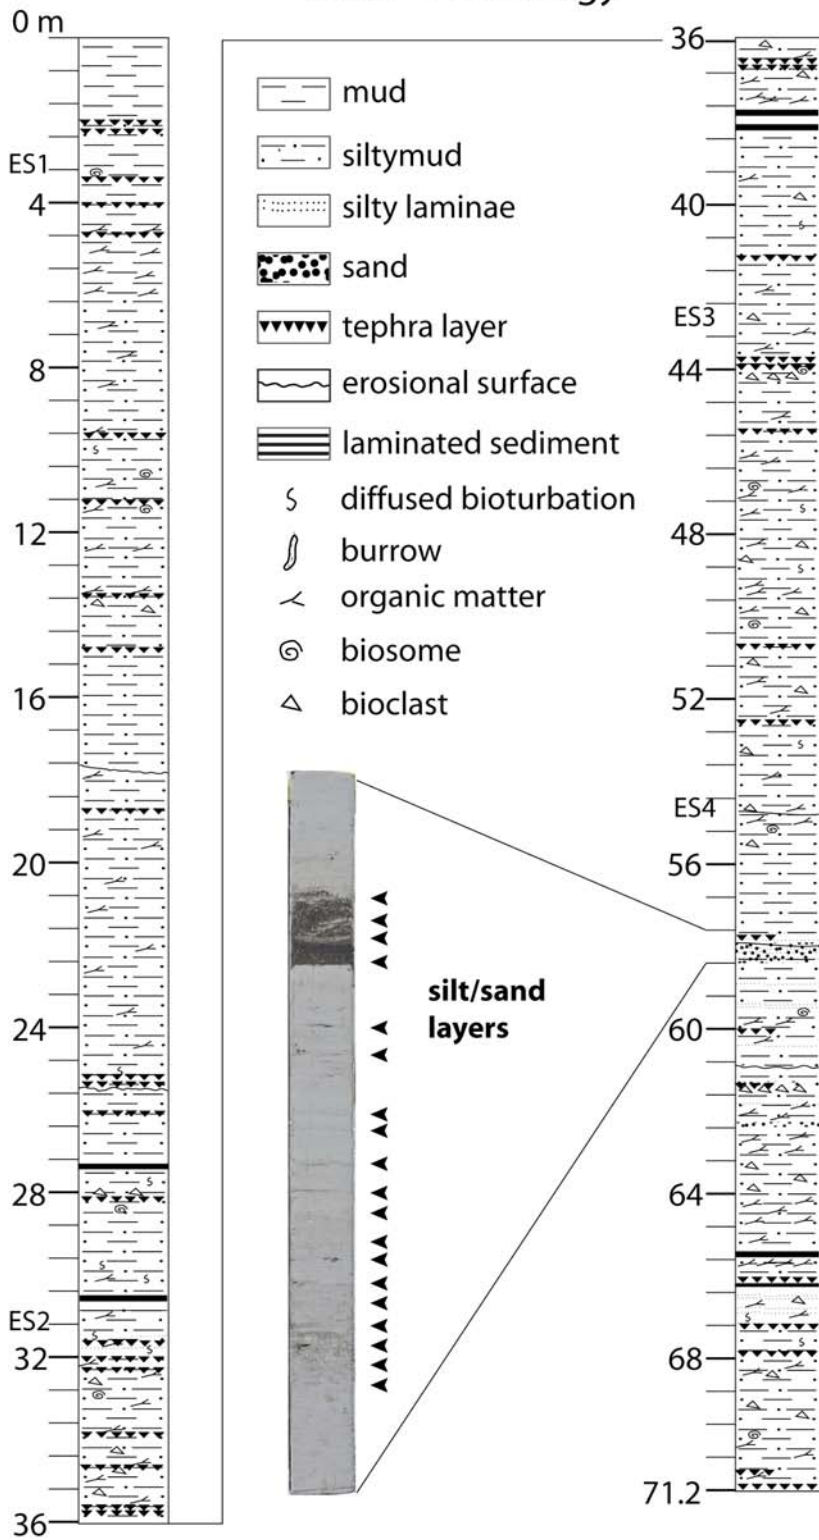 0 m
ES1
4
8
12
16
20
24
28
ES2
32
36
mud
siltymud
silty laminae
sand
tephra layer
erosional surface
laminated sediment
diffused bioturbation
burrow
organic matter
biosome
bioclast
silt/sand
layers
36
40
ES3
44
48
52
ES4
56
60
64
68
71.2